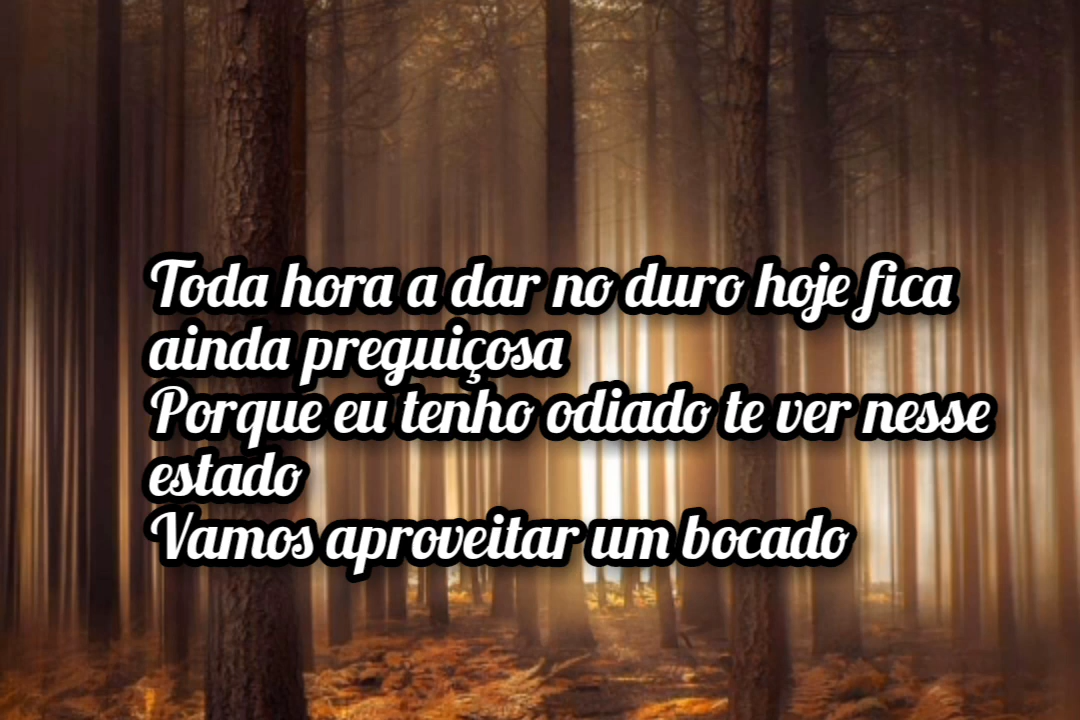 Toda hora a dar no duro hoje fica
ainda preguiçosa
Porque eu tenho odiado te ver nesse
estado
Vamos aproveitar um bocado